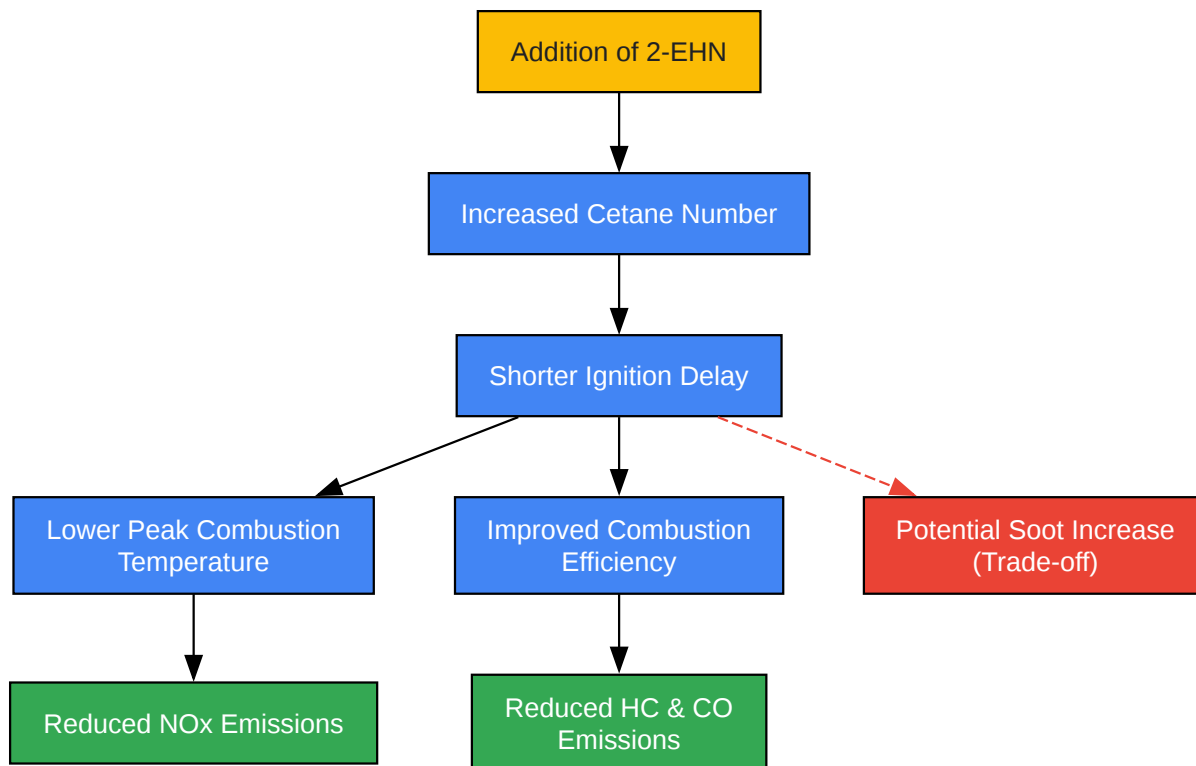 Addition of 2-EHN
Increased Cetane Number
Shorter Ignition Delay
Lower Peak Combustion
Temperature
Improved Combustion
Efficiency
Potential Soot Increase
(Trade-off)
Reduced NOx Emissions
Reduced HC & CO
Emissions